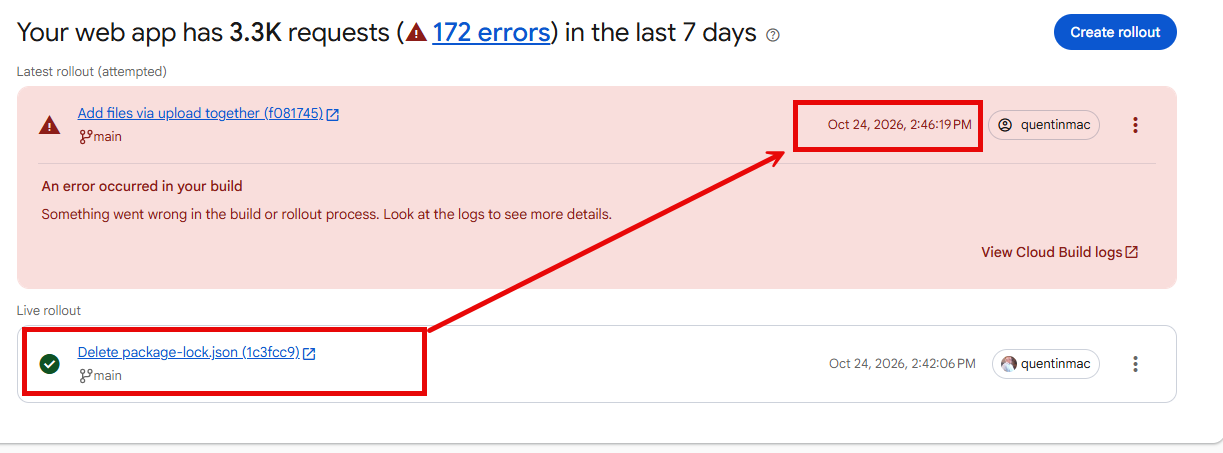 Your web app has 3.3K requests (172 errors) in the last 7 days
Create rollout
Latest rollout (attempted)
Add files via upload together (f081745)
main
Oct 24, 2026, 2:46:19 PM
quentinmac
An error occurred in your build
Something went wrong in the build or rollout process. Look at the logs to see more details.
View Cloud Build logs
Live rollout
Delete package-lock.json (1c3fcc9)
main
Oct 24, 2026, 2:42:06 PM
quentinmac